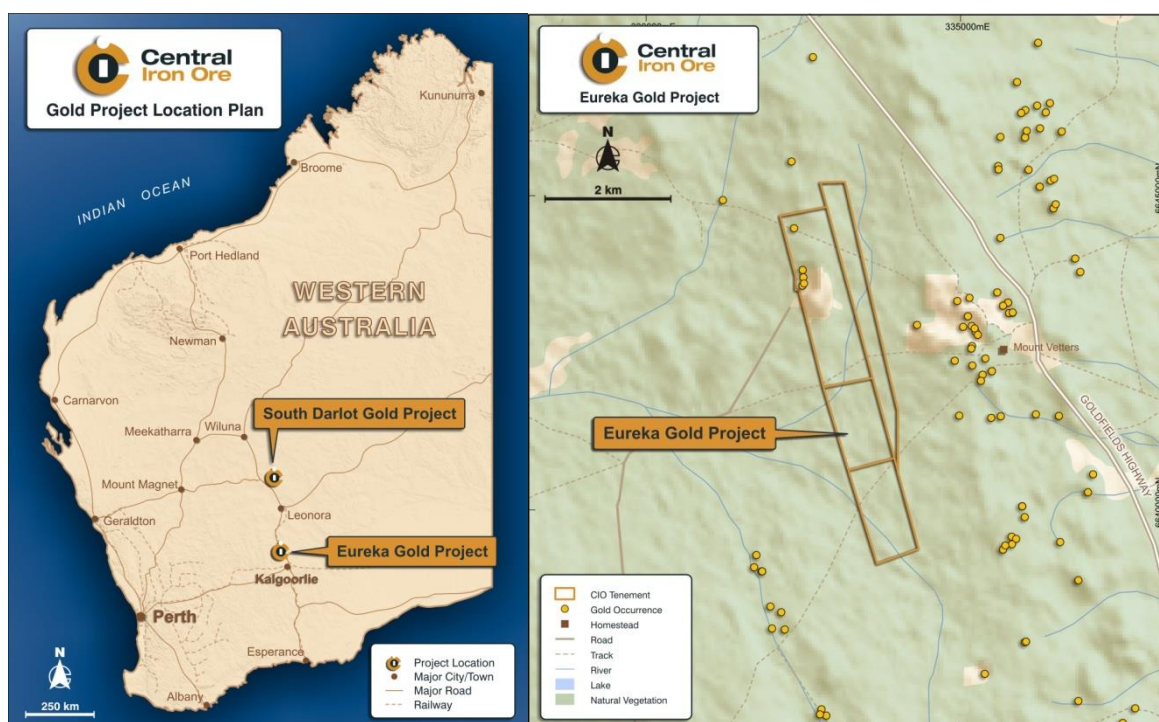 Central
Iron Ore
Gold Project Location Plan
INDIAN OCEAN
Kununurra
Broome
Port Hedland
WESTERN
AUSTRALIA
Newman
Carnarvon
South Darlot Gold Project
Meekatharra
Wiluna
Mount Magnet
Leonora
Geraldton
Eureka Gold Project
Kalgoorlie
Perth
Esperance
Albany
N
250 km
Project Location
Major City/Town
Major Road
Railway
Central
Iron Ore
Eureka Gold Project
335000mE
N
2 km
6645000mN
Mount Vetters
Eureka Gold Project
GOLDFIELDS HIGHWAY
6640000mN
CIO Tenement
Gold Occurrence
Homestead
Road
Track
River
Lake
Natural Vegetation